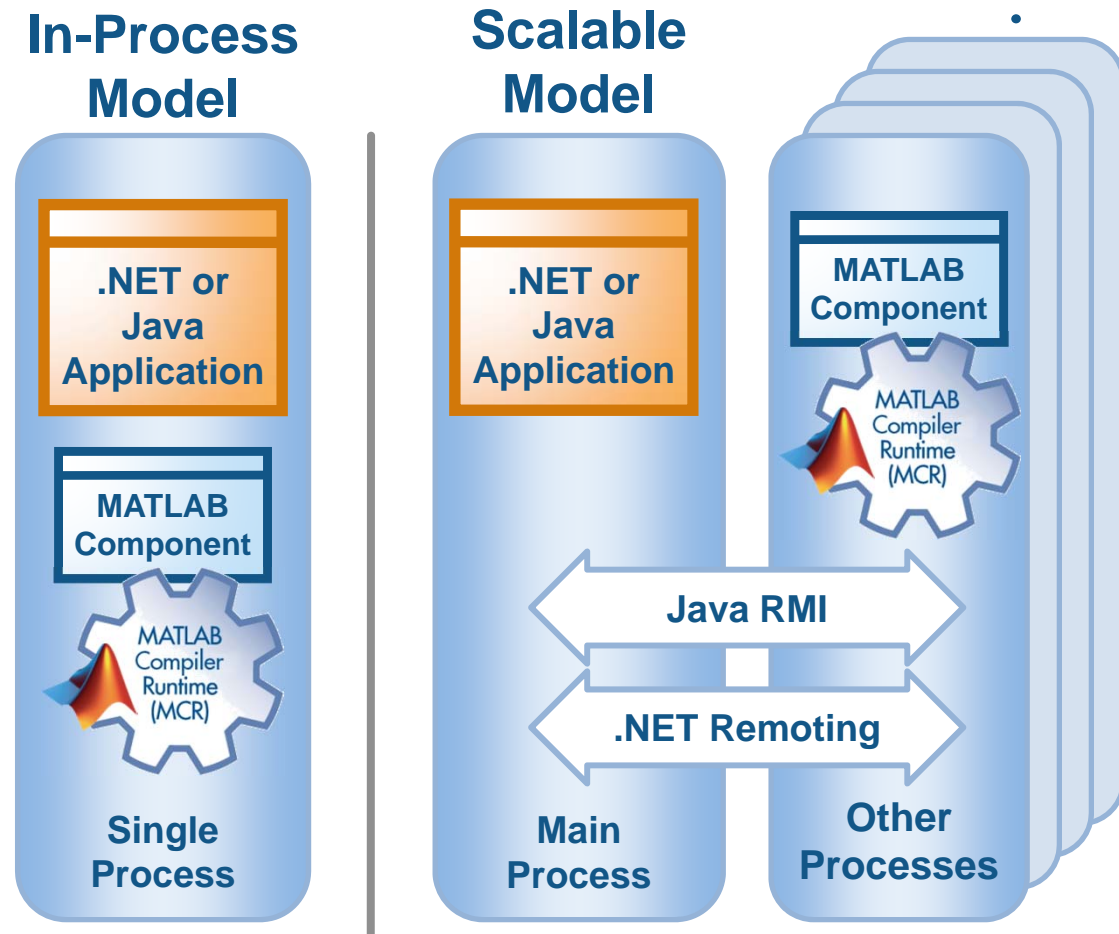 In-Process
Model
.NET or
Java
Application
MATLAB
Component
MATLAB
Compiler
Runtime
(MCR)
Single
Process
Scalable
Model
.NET or
Java
Application
MATLAB
Component
MATLAB
Compiler
Runtime
(MCR)
Java RMI
.NET Remoting
Main
Process
Other
Processes